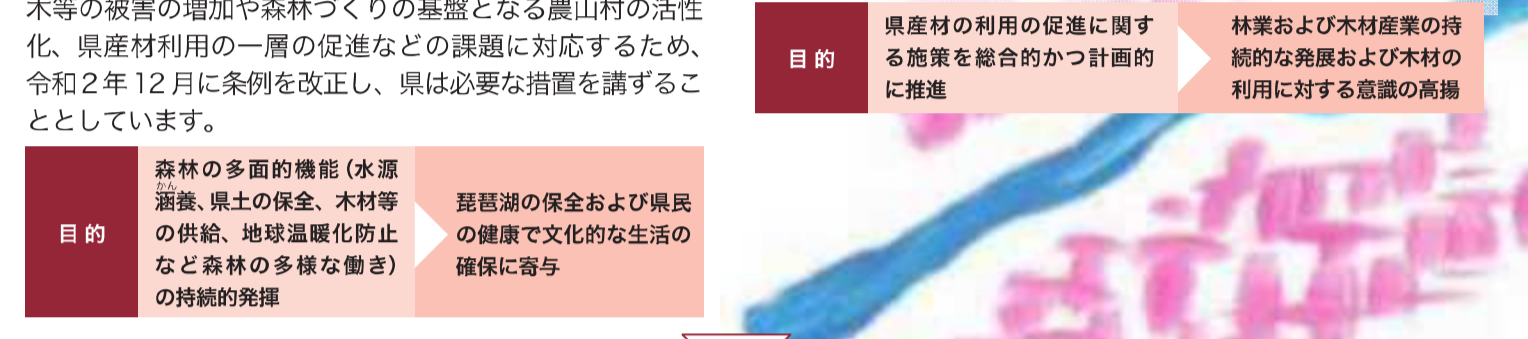 木等の被害の増加や森林づくりの基盤となる農山村の活性
化、県産材利用の一層の促進などの課題に対応するため、
令和2年12月に条例を改正し、県は必要な措置を講ずるこ
ととしています。
目的
森林の多面的機能（水源
かん
涵養、県土の保全、木材等
の供給、地球温暖化防止
など森林の多様な働き）
の持続的発揮
琵琶湖の保全および県民
の健康で文化的な生活の
確保に寄与
目的
県産材の利用の促進に関す
る施策を総合的かつ計画的
に推進
林業および木材産業の持
続的な発展および木材の
利用に対する意識の高揚